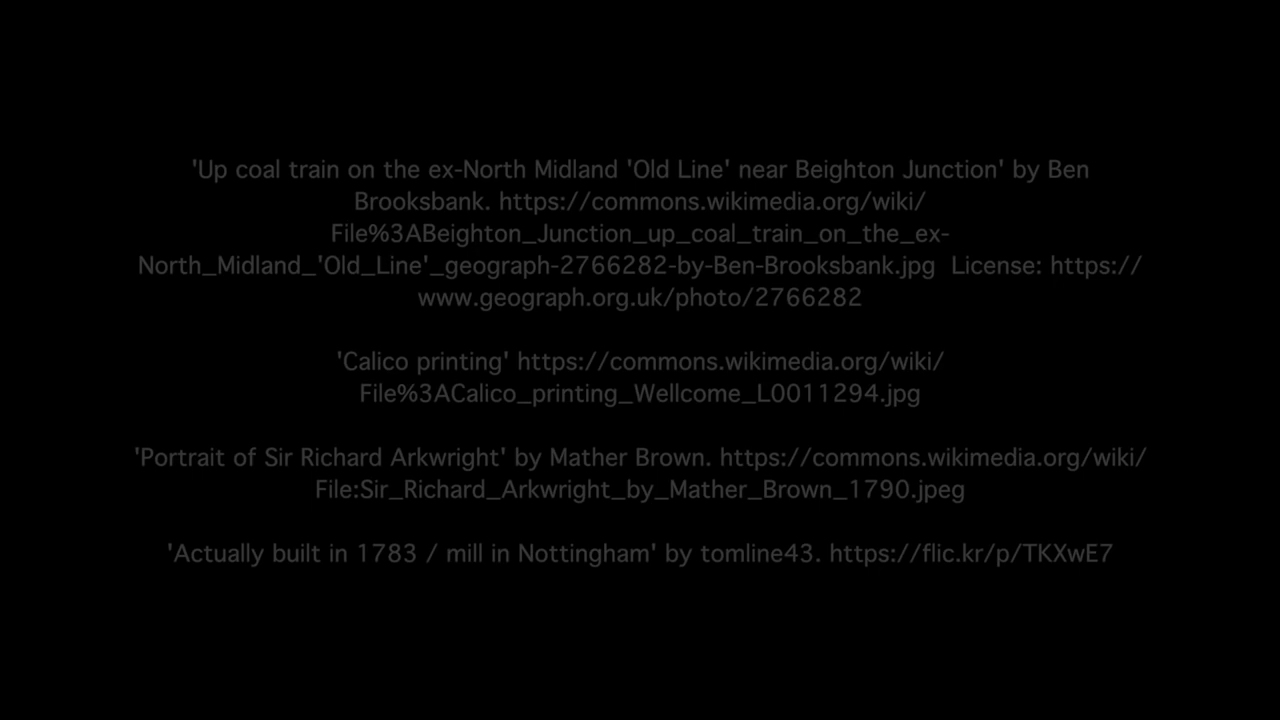 'Up coal train on the ex-North Midland 'Old Line' near Beighton Junction' by Ben
Brooksbank. https://commons.wikimedia.org/wiki/
File%3ABeighton_Junction_up_coal_train_on_the_ex-
North_Midland_'Old_Line'_geograph-2766282-by-Ben-Brooksbank.jpg  License: https://
www.geograph.org.uk/photo/2766282
'Calico printing' https://commons.wikimedia.org/wiki/
File%3ACalico_printing_Wellcome_L0011294.jpg
'Portrait of Sir Richard Arkwright' by Mather Brown. https://commons.wikimedia.org/wiki/
File:Sir_Richard_Arkwright_by_Mather_Brown_1790.jpeg
'Actually built in 1783 / mill in Nottingham' by tomline43. https://flic.kr/p/TKXwE7